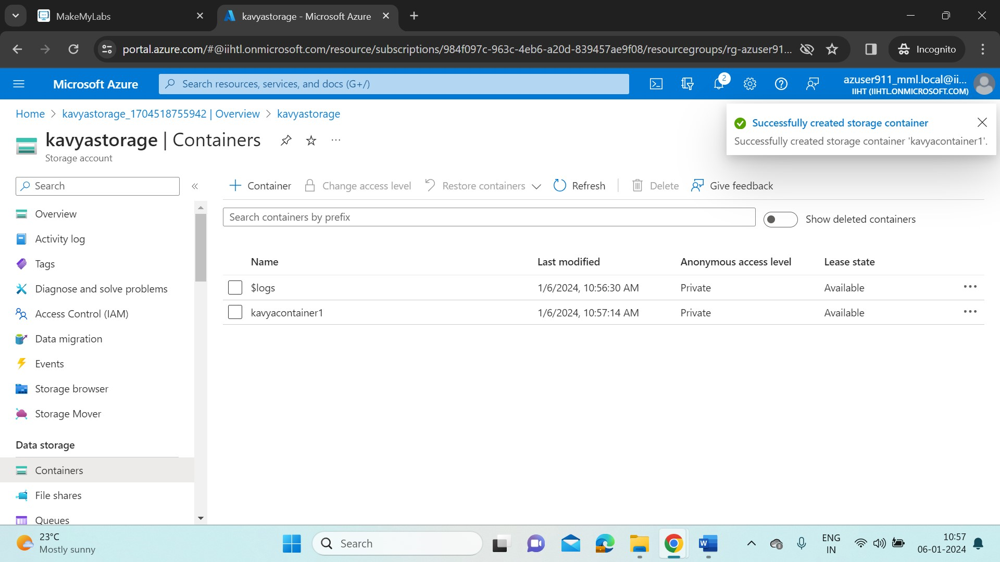 MakeMyLabs
kavyastorage - Microsoft Azure
portal.azure.com/#@iihtl.onmicrosoft.com/resource/subscriptions/984f097c-963c-4eb6-a20d-839457ae9f08/resourcegroups/rg-azuser91...
Incognito
Microsoft Azure
Search resources, services, and docs (G+/)
2
azuser911_mml.local@ii...
IIHT (IIHTL.ONMICROSOFT.COM)
Home > kavyastorage_1704518755942 | Overview > kavyastorage
Successfully created storage container
Successfully created storage container 'kavyacontainer1'.
kavyastorage | Containers
Storage account
Search
Container
Change access level
Restore containers
Refresh
Delete
Give feedback
Search containers by prefix
Show deleted containers
Name Last modified Anonymous access level Lease state
$logs 1/6/2024, 10:56:30 AM Private Available
kavyacontainer1 1/6/2024, 10:57:14 AM Private Available
Overview
Activity log
Tags
Diagnose and solve problems
Access Control (IAM)
Data migration
Events
Storage browser
Storage Mover
Data storage
Containers
File shares
Queues
23°C
Mostly sunny
Search
W
ENG
IN
10:57
06-01-2024